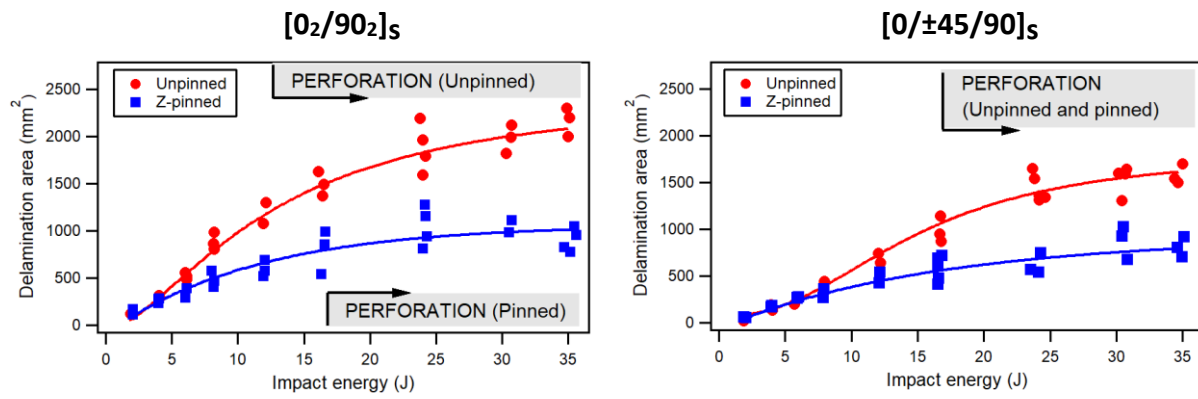 [0₂/90₂]s
PERFORATION (Unpinned)
Unpinned
Z-pinned
PERFORATION (Pinned)
Delamination area (mm²)
2500
2000
1500
1000
500
0
0 5 10 15 20 25 30 35
Impact energy (J)
[0/±45/90]s
PERFORATION
(Unpinned and pinned)
Unpinned
Z-pinned
Delamination area (mm²)
2500
2000
1500
1000
500
0
0 5 10 15 20 25 30 35
Impact energy (J)